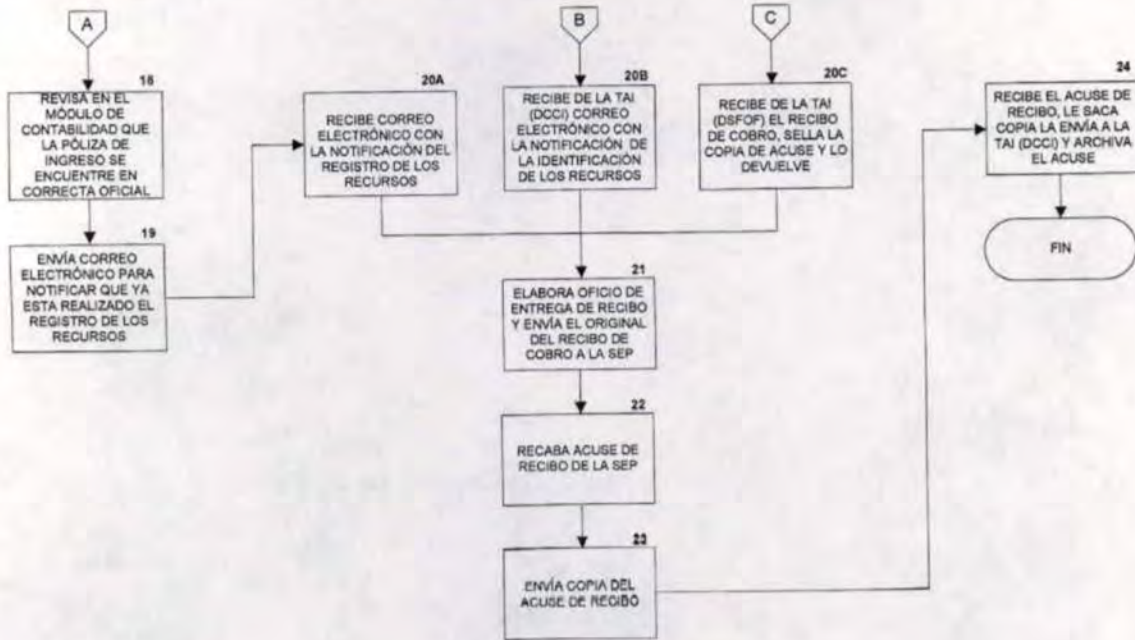 A
18
REVISA EN EL
MÓDULO DE
CONTABILIDAD QUE
LA PÓLIZA DE
INGRESO SE
ENCUENTRE EN
CORRECTA OFICIAL
19
ENVÍA CORREO
ELECTRÓNICO PARA
NOTIFICAR QUE YA
ESTA REALIZADO EL
REGISTRO DE LOS
RECURSOS
20A
RECIBE CORREO
ELECTRÓNICO CON
LA NOTIFICACIÓN DEL
REGISTRO DE LOS
RECURSOS
B
20B
RECIBE DE LA TAI
(DCCI) CORREO
ELECTRÓNICO CON
LA NOTIFICACIÓN DE
LA IDENTIFICACIÓN
DE LOS RECURSOS
C
20C
RECIBE DE LA TAI
(DSFOF) EL RECIBO
DE COBRO, SELLA LA
COPIA DE ACUSE Y LO
DEVUELVE
21
ELABORA OFICIO DE
ENTREGA DE RECIBO
Y ENVÍA EL ORIGINAL
DEL RECIBO DE
COBRO A LA SEP
22
RECABA ACUSE DE
RECIBO DE LA SEP
23
ENVÍA COPIA DEL
ACUSE DE RECIBO
24
RECIBE EL ACUSE DE
RECIBO, LE SACA
COPIA LA ENVÍA A LA
TAI (DCCI) Y ARCHIVA
EL ACUSE
FIN